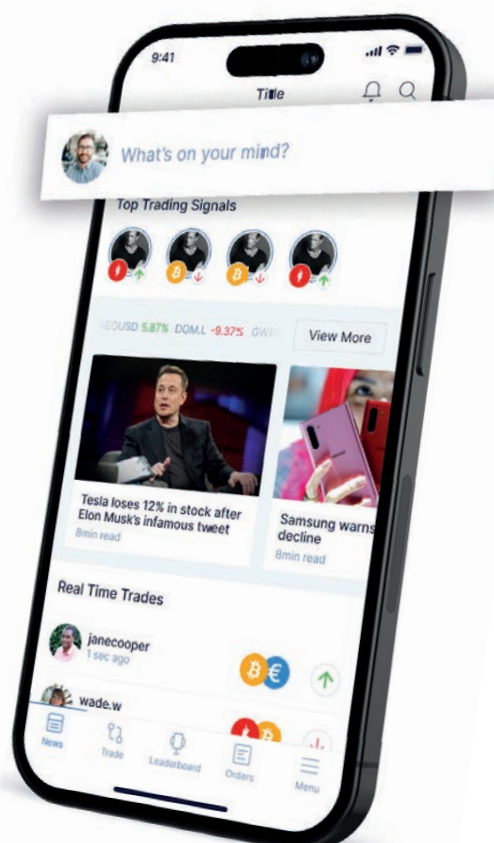 9:41
Title
What's on your mind?
Top Trading Signals
EOUSD 5.87% DOM.L -9.37% GW
View More
Tesla loses 12% in stock after
Elon Musk's infamous tweet
8min read
Samsung warns
decline
8min read
Real Time Trades
janecooper
1 sec ago
wade.w
News
Trade
Leaderboard
Orders
Menu